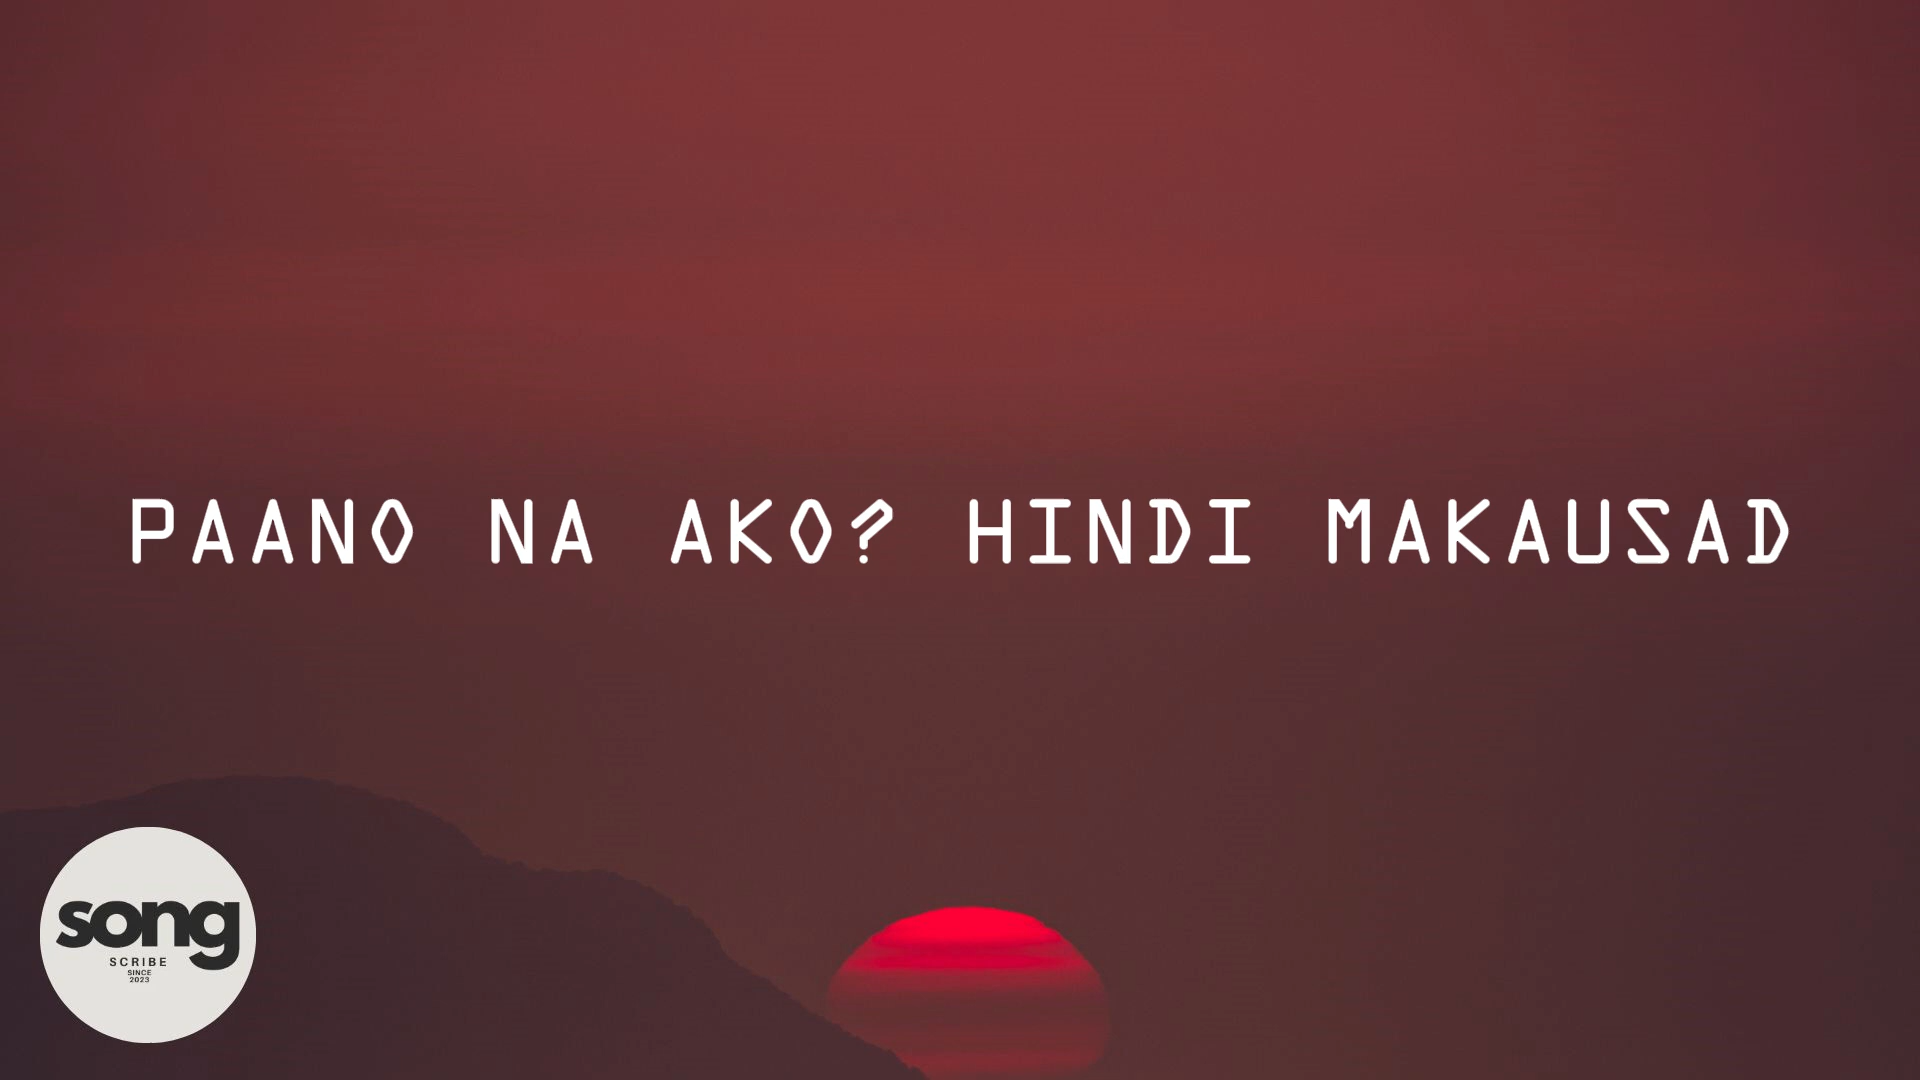 PAANO NA AKO? HINDI MAKAUSAD
song
SCRIBE
SINCE
2023